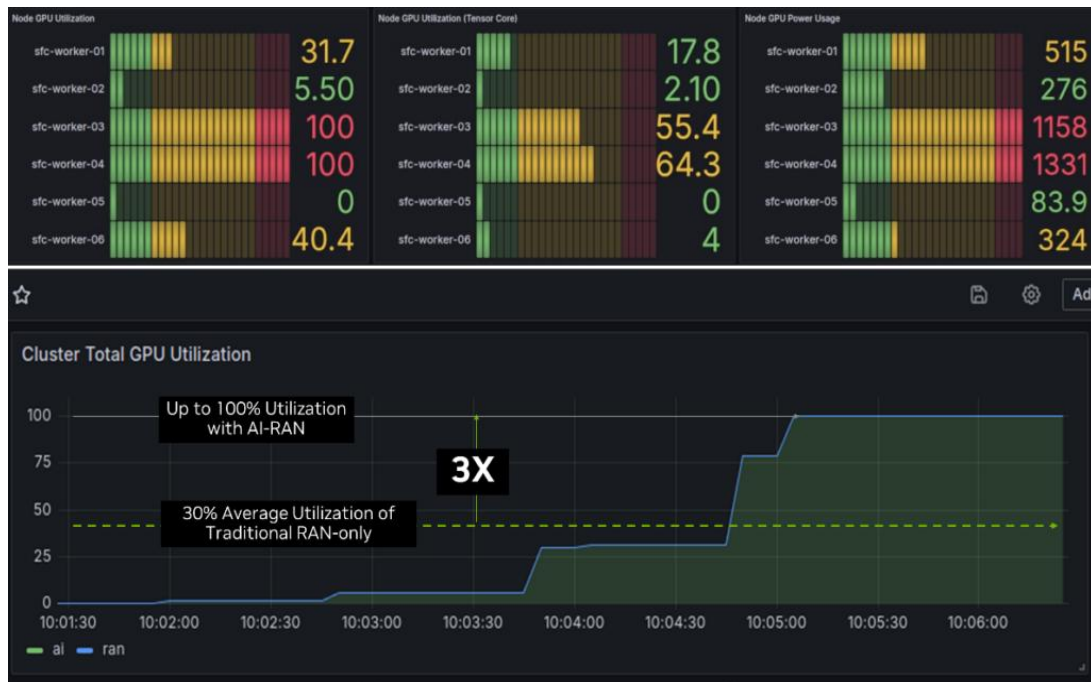 Node GPU Utilization
sfc-worker-01 31.7
sfc-worker-02 5.50
sfc-worker-03 100
sfc-worker-04 100
sfc-worker-05 0
sfc-worker-06 40.4
Node GPU Utilization (Tensor Core)
sfc-worker-01 17.8
sfc-worker-02 2.10
sfc-worker-03 55.4
sfc-worker-04 64.3
sfc-worker-05 0
sfc-worker-06 4
Node GPU Power Usage
sfc-worker-01 515
sfc-worker-02 276
sfc-worker-03 1158
sfc-worker-04 1331
sfc-worker-05 83.9
sfc-worker-06 324
Ad
Cluster Total GPU Utilization
100
75
50
25
0
Up to 100% Utilization
with AI-RAN
3X
30% Average Utilization of
Traditional RAN-only
10:01:30 10:02:00 10:02:30 10:03:00 10:03:30 10:04:00 10:04:30 10:05:00 10:05:30 10:06:00
ai ran